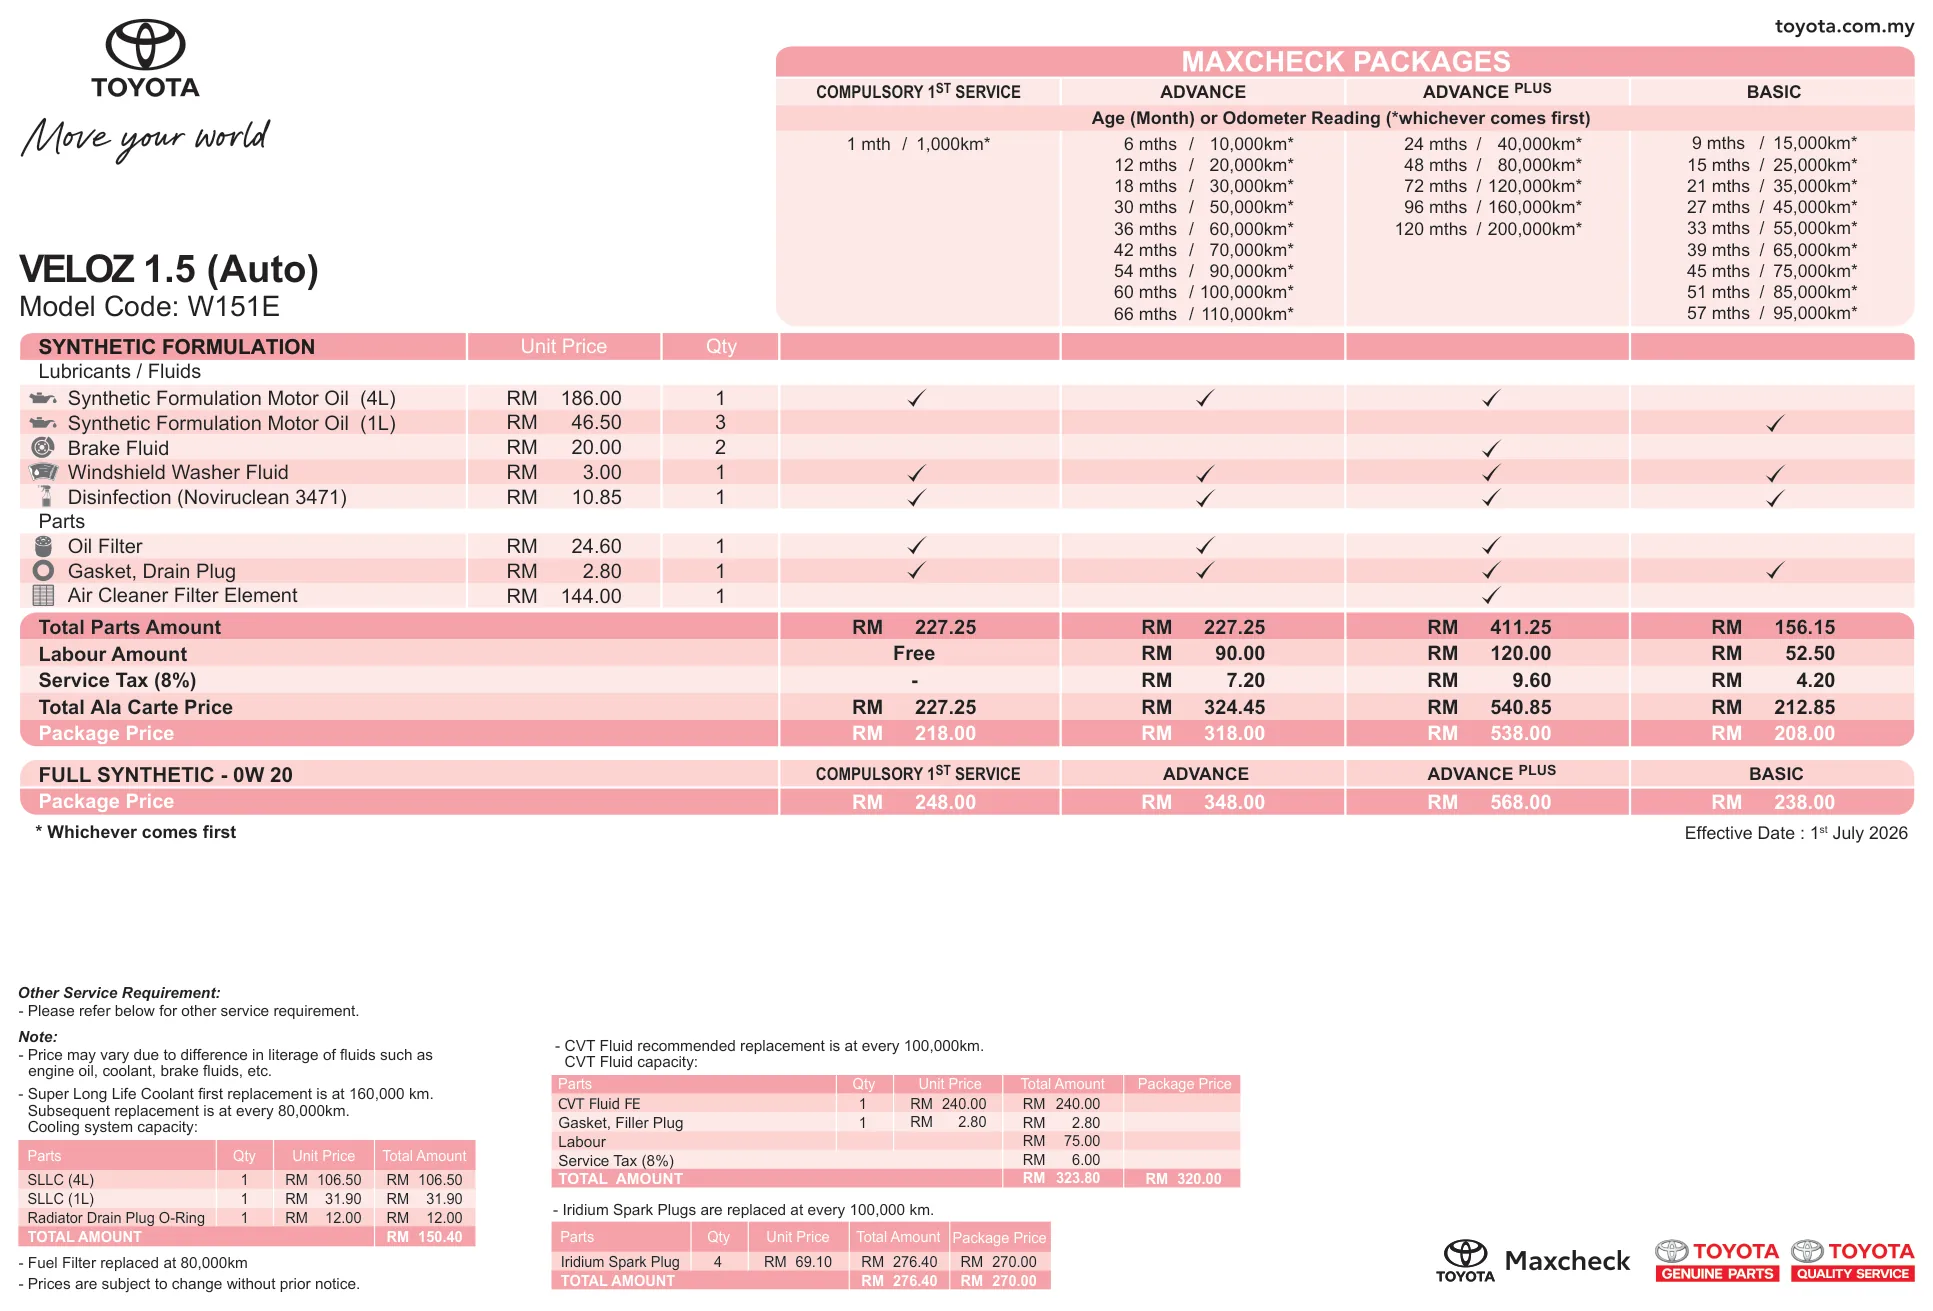 toyota.com.my
TOYOTA
Move your world
MAXCHECK PACKAGES
COMPULSORY 1ST SERVICE ADVANCE ADVANCE PLUS BASIC
Age (Month) or Odometer Reading (*whichever comes first)
1 mth / 1,000km* 6 mths / 10,000km* 24 mths / 40,000km* 9 mths / 15,000km*
12 mths / 20,000km* 48 mths / 80,000km* 15 mths / 25,000km*
18 mths / 30,000km* 72 mths / 120,000km* 21 mths / 35,000km*
30 mths / 50,000km* 96 mths / 160,000km* 27 mths / 45,000km*
36 mths / 60,000km* 120 mths / 200,000km* 33 mths / 55,000km*
42 mths / 70,000km* 39 mths / 65,000km*
54 mths / 90,000km* 45 mths / 75,000km*
60 mths / 100,000km* 51 mths / 85,000km*
66 mths / 110,000km* 57 mths / 95,000km*
VELOZ 1.5 (Auto)
Model Code: W151E
SYNTHETIC FORMULATION Unit Price Qty
Lubricants / Fluids
Synthetic Formulation Motor Oil (4L) RM 186.00 1 ✓ ✓ ✓
Synthetic Formulation Motor Oil (1L) RM 46.50 3 ✓
Brake Fluid RM 20.00 2 ✓
Windshield Washer Fluid RM 3.00 1 ✓ ✓ ✓ ✓
Disinfection (Noviruclean 3471) RM 10.85 1 ✓ ✓ ✓ ✓
Parts
Oil Filter RM 24.60 1 ✓ ✓ ✓
Gasket, Drain Plug RM 2.80 1 ✓ ✓ ✓ ✓
Air Cleaner Filter Element RM 144.00 1 ✓
Total Parts Amount RM 227.25 RM 227.25 RM 411.25 RM 156.15
Labour Amount Free RM 90.00 RM 120.00 RM 52.50
Service Tax (8%) - RM 7.20 RM 9.60 RM 4.20
Total Ala Carte Price RM 227.25 RM 324.45 RM 540.85 RM 212.85
Package Price RM 218.00 RM 318.00 RM 538.00 RM 208.00
FULL SYNTHETIC - 0W 20 COMPULSORY 1ST SERVICE ADVANCE ADVANCE PLUS BASIC
Package Price RM 248.00 RM 348.00 RM 568.00 RM 238.00
* Whichever comes first
Effective Date : 1st July 2026
Other Service Requirement:
- Please refer below for other service requirement.
Note:
- Price may vary due to difference in literage of fluids such as
engine oil, coolant, brake fluids, etc.
- Super Long Life Coolant first replacement is at 160,000 km.
Subsequent replacement is at every 80,000km.
Cooling system capacity:
Parts Qty Unit Price Total Amount
SLLC (4L) 1 RM 106.50 RM 106.50
SLLC (1L) 1 RM 31.90 RM 31.90
Radiator Drain Plug O-Ring 1 RM 12.00 RM 12.00
TOTAL AMOUNT RM 150.40
- Fuel Filter replaced at 80,000km
- Prices are subject to change without prior notice.
- CVT Fluid recommended replacement is at every 100,000km.
CVT Fluid capacity:
Parts Qty Unit Price Total Amount Package Price
CVT Fluid FE 1 RM 240.00 RM 240.00
Gasket, Filler Plug 1 RM 2.80 RM 2.80
Labour RM 75.00
Service Tax (8%) RM 6.00
TOTAL AMOUNT RM 323.80 RM 320.00
- Iridium Spark Plugs are replaced at every 100,000 km.
Parts Qty Unit Price Total Amount Package Price
Iridium Spark Plug 4 RM 69.10 RM 276.40 RM 270.00
TOTAL AMOUNT RM 276.40 RM 270.00
TOYOTA
Maxcheck
TOYOTA
GENUINE PARTS
TOYOTA
QUALITY SERVICE